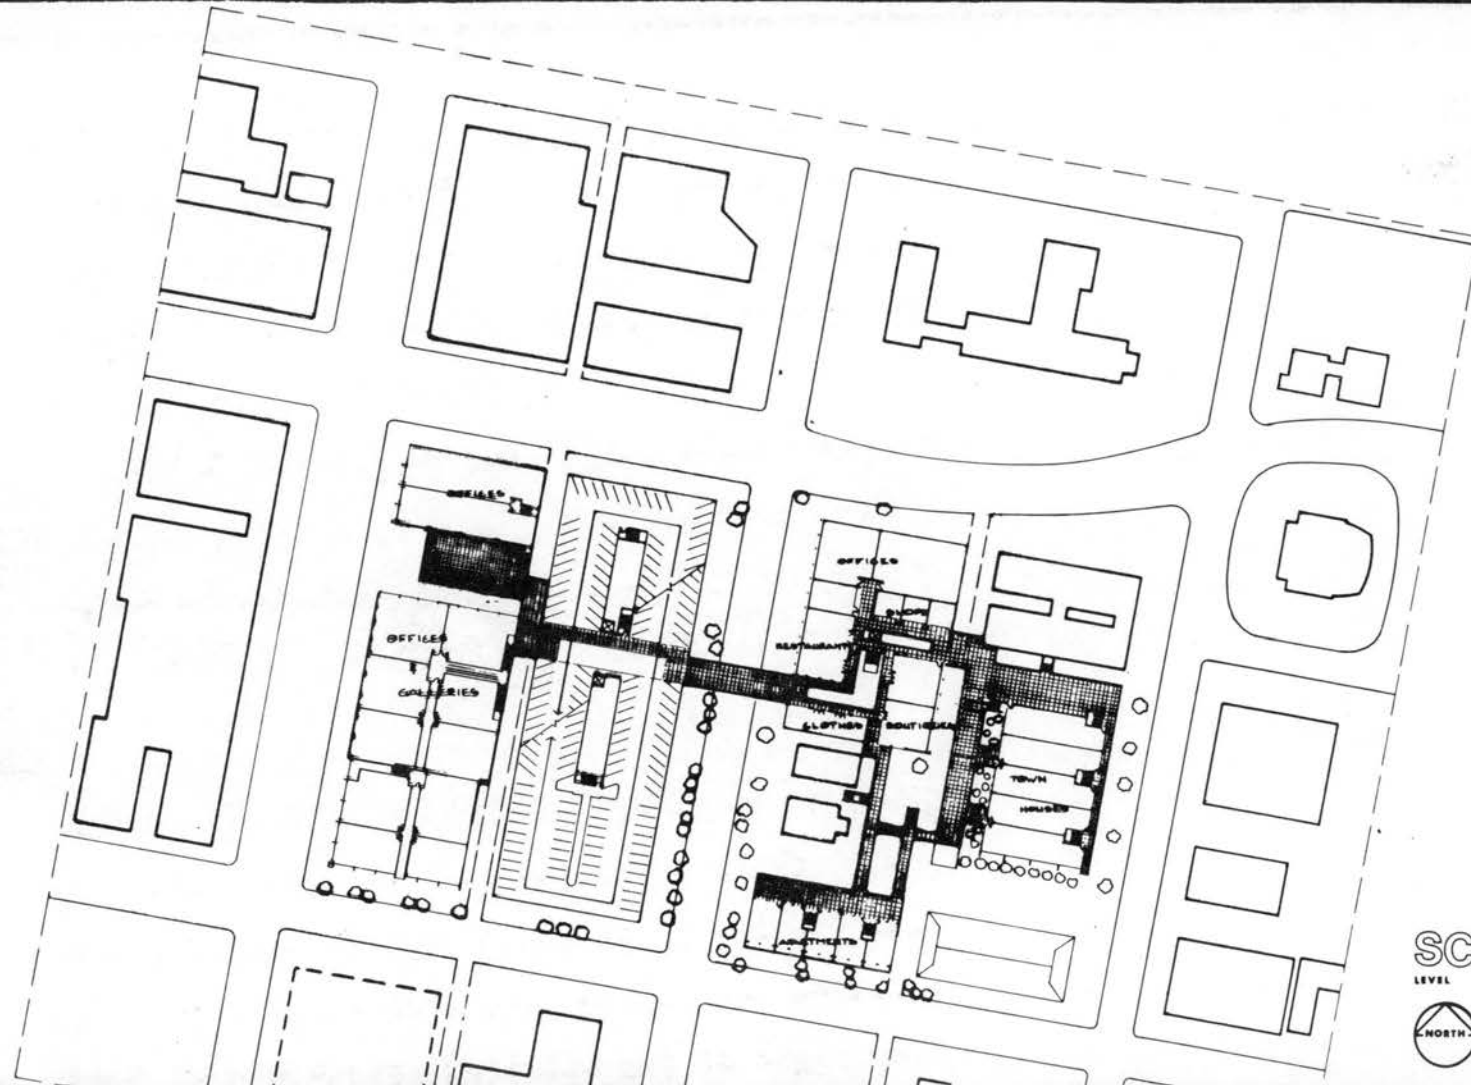 OFFICES
OFFICES
SHOPS
OFFICES
RESTAURANT
GALLERIES
CLOTHES
BOUTIQUES
TOWN
HOUSES
APARTMENTS
SC
LEVEL
NORTH